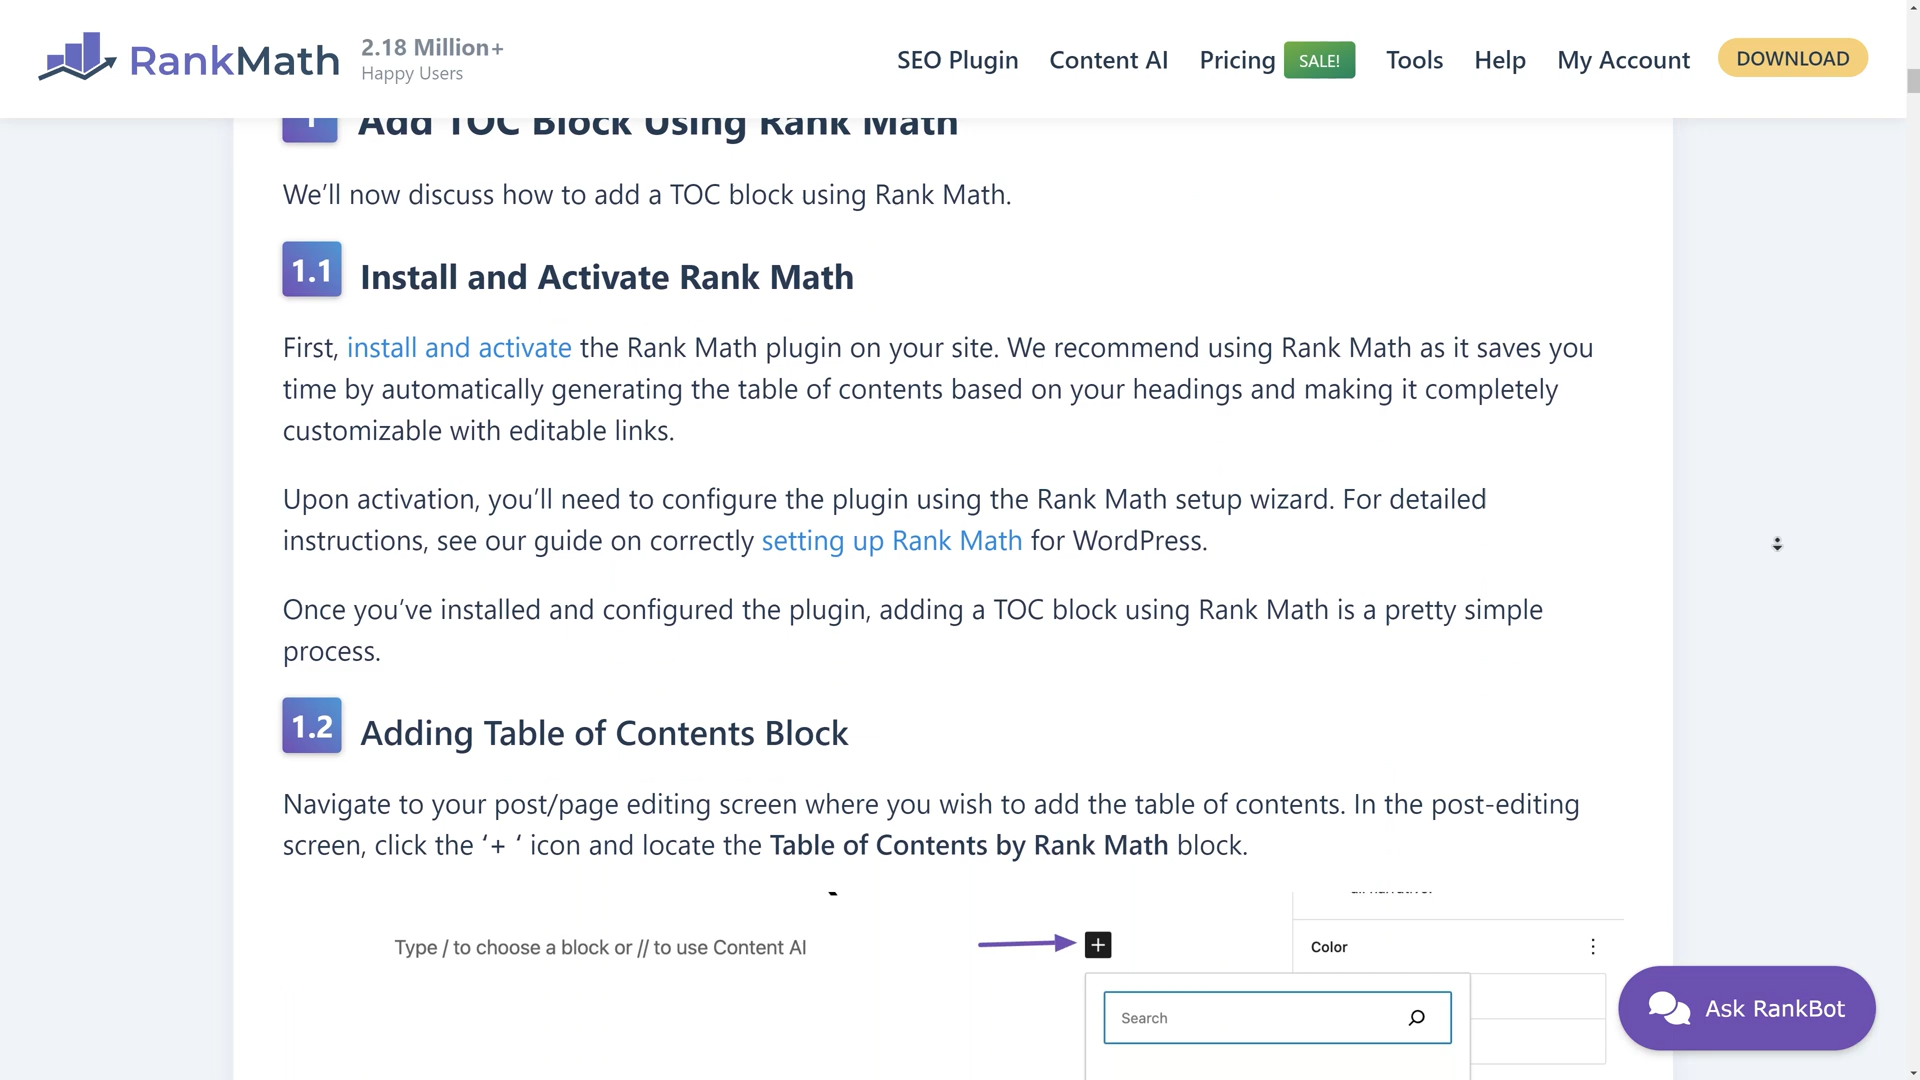 RankMath
2.18 Million+
Happy Users
SEO Plugin
Content AI
Pricing
SALE!
Tools
Help
My Account
DOWNLOAD
1 Add TOC Block Using Rank Math
We’ll now discuss how to add a TOC block using Rank Math.
1.1 Install and Activate Rank Math
First, install and activate the Rank Math plugin on your site. We recommend using Rank Math as it saves you
time by automatically generating the table of contents based on your headings and making it completely
customizable with editable links.
Upon activation, you’ll need to configure the plugin using the Rank Math setup wizard. For detailed
instructions, see our guide on correctly setting up Rank Math for WordPress.
Once you’ve installed and configured the plugin, adding a TOC block using Rank Math is a pretty simple
process.
1.2 Adding Table of Contents Block
Navigate to your post/page editing screen where you wish to add the table of contents. In the post-editing
screen, click the ‘+ ‘ icon and locate the Table of Contents by Rank Math block.
Type / to choose a block or // to use Content AI
Color
Search
Ask RankBot